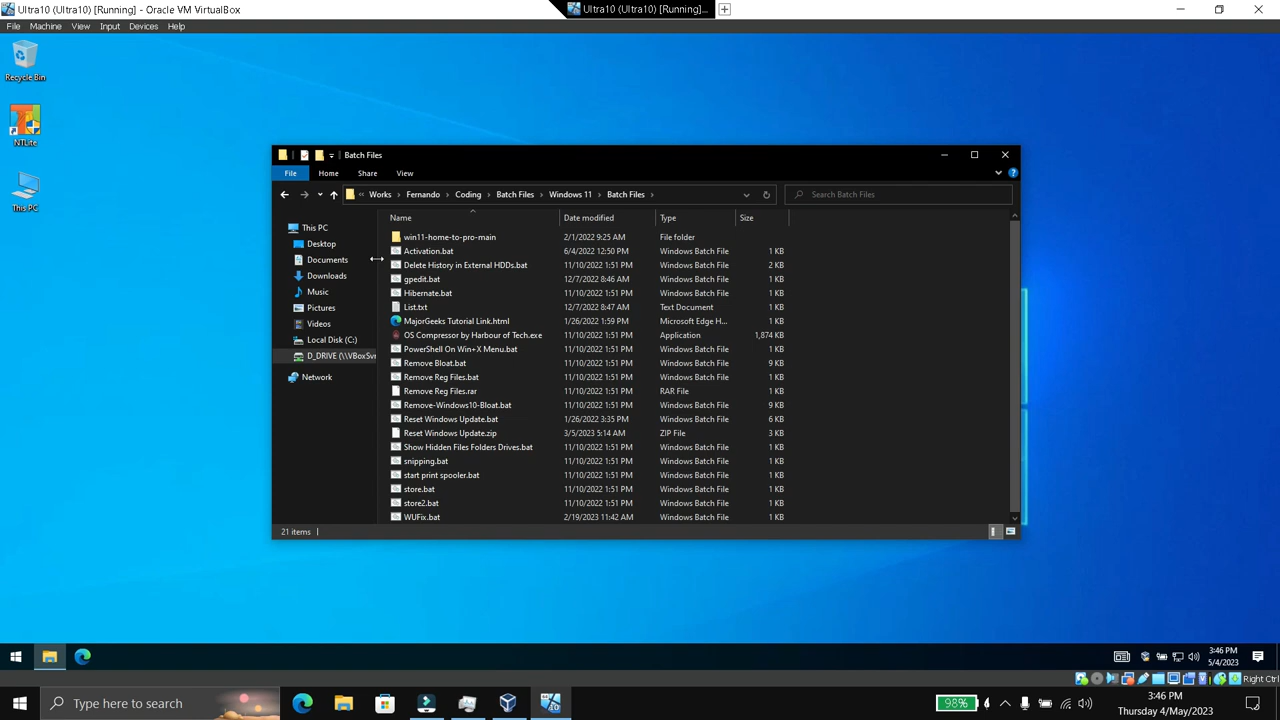 Ultra10 (Ultra10) [Running] - Oracle VM VirtualBox
Ultra10 (Ultra10) [Running]...
File Machine View Input Devices Help
Recycle Bin
NTLite
This PC
Batch Files
File Home Share View
« Works > Fernando > Coding > Batch Files > Windows 11 > Batch Files >
Search Batch Files
Name Date modified Type Size
This PC
Desktop
Documents
Downloads
Music
Pictures
Videos
Local Disk (C:)
D_DRIVE (\\VBoxSvr
Network
win11-home-to-pro-main 2/1/2022 9:25 AM File folder
Activation.bat 6/4/2022 12:50 PM Windows Batch File 1 KB
Delete History in External HDDs.bat 11/10/2022 1:51 PM Windows Batch File 2 KB
gpedit.bat 12/7/2022 8:46 AM Windows Batch File 1 KB
Hibernate.bat 11/10/2022 1:51 PM Windows Batch File 1 KB
List.txt 12/7/2022 8:47 AM Text Document 1 KB
MajorGeeks Tutorial Link.html 1/26/2022 1:59 PM Microsoft Edge H... 1 KB
OS Compressor by Harbour of Tech.exe 11/10/2022 1:51 PM Application 1,874 KB
PowerShell On Win+X Menu.bat 11/10/2022 1:51 PM Windows Batch File 1 KB
Remove Bloat.bat 11/10/2022 1:51 PM Windows Batch File 9 KB
Remove Reg Files.bat 11/10/2022 1:51 PM Windows Batch File 1 KB
Remove Reg Files.rar 11/10/2022 1:51 PM RAR File 1 KB
Remove-Windows10-Bloat.bat 11/10/2022 1:51 PM Windows Batch File 9 KB
Reset Windows Update.bat 1/26/2022 3:35 PM Windows Batch File 6 KB
Reset Windows Update.zip 3/5/2023 5:14 AM ZIP File 3 KB
Show Hidden Files Folders Drives.bat 11/10/2022 1:51 PM Windows Batch File 1 KB
snipping.bat 11/10/2022 1:51 PM Windows Batch File 1 KB
start print spooler.bat 11/10/2022 1:51 PM Windows Batch File 1 KB
store.bat 11/10/2022 1:51 PM Windows Batch File 1 KB
store2.bat 11/10/2022 1:51 PM Windows Batch File 1 KB
WUFix.bat 2/19/2023 11:42 AM Windows Batch File 1 KB
21 items
3:46 PM
5/4/2023
Right Ctrl
Type here to search
98%
3:46 PM
Thursday 4/May/2023